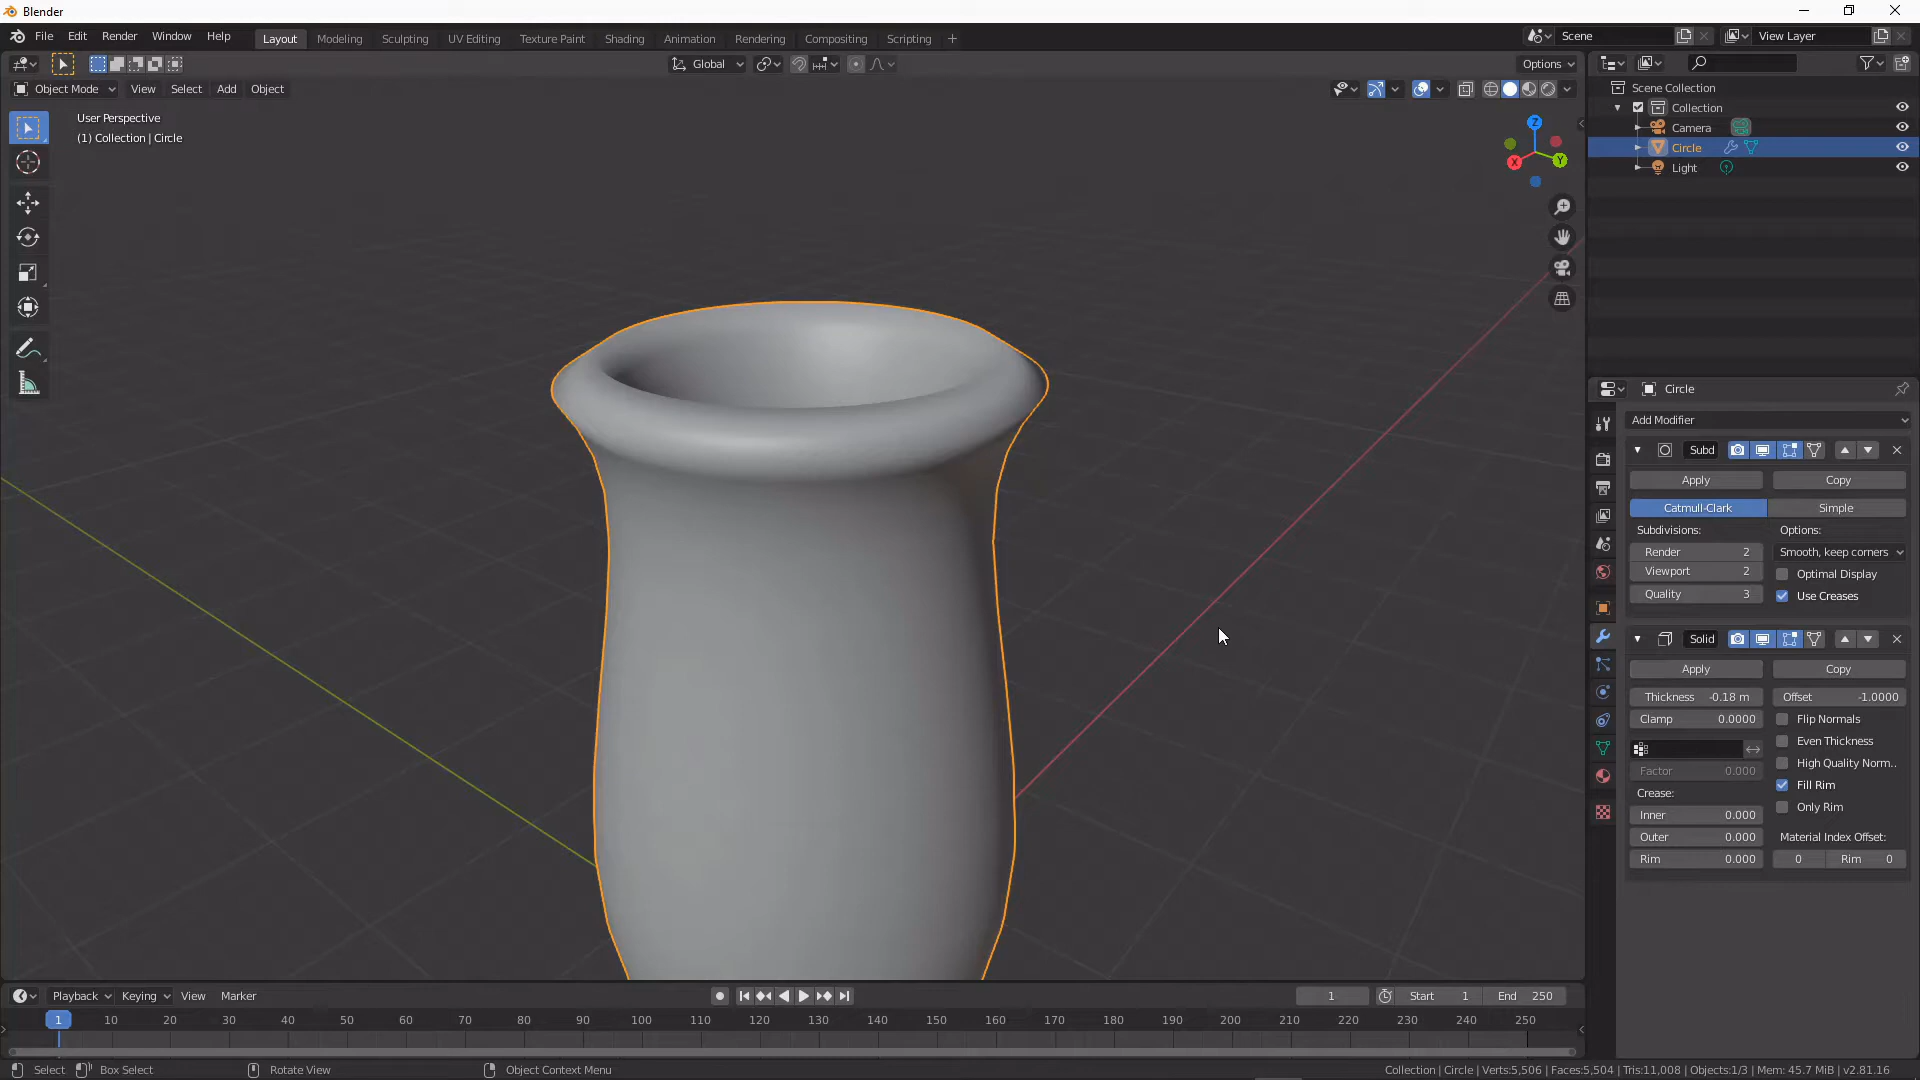 Blender
File Edit Render Window Help Layout Modeling Sculpting UV Editing Texture Paint Shading Animation Rendering Compositing Scripting + Scene View Layer
Global Options
Object Mode View Select Add Object
User Perspective
(1) Collection | Circle
Z
X Y
Scene Collection
Collection
Camera
Circle
Light
Circle
Add Modifier
Subd
Apply Copy
Catmull-Clark Simple
Subdivisions: Options:
Render 2 Smooth, keep corners
Viewport 2 Optimal Display
Quality 3 Use Creases
Solid
Apply Copy
Thickness -0.18 m Offset -1.0000
Clamp 0.0000 Flip Normals
Even Thickness
High Quality Norm..
Factor 0.000 Fill Rim
Crease: Only Rim
Inner 0.000
Outer 0.000 Material Index Offset:
Rim 0.000 0 Rim 0
Playback Keying View Marker 1 Start 1 End 250
1 10 20 30 40 50 60 70 80 90 100 110 120 130 140 150 160 170 180 190 200 210 220 230 240 250
Select Box Select Rotate View Object Context Menu Collection | Circle | Verts:5,506 | Faces:5,504 | Tris:11,008 | Objects:1/3 | Mem: 45.7 MiB | v2.81.16